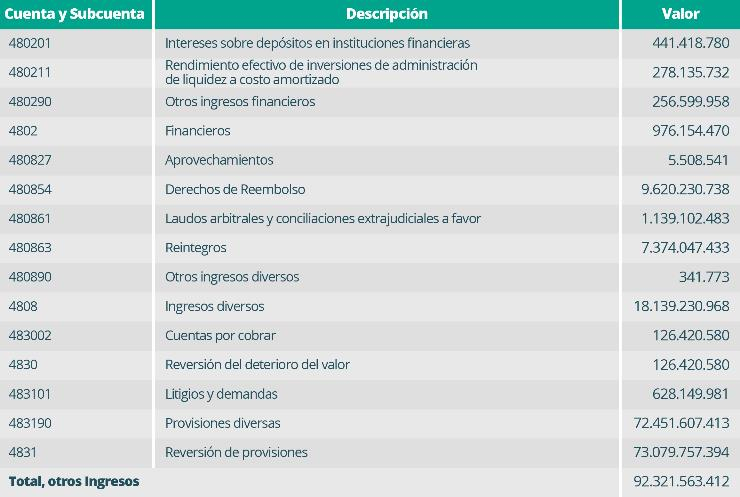 Cuenta y Subcuenta Descripción Valor
480201 Intereses sobre depósitos en instituciones financieras 441.418.780
480211 Rendimiento efectivo de inversiones de administración de liquidez a costo amortizado 278.135.732
480290 Otros ingresos financieros 256.599.958
4802 Financieros 976.154.470
480827 Aprovechamientos 5.508.541
480854 Derechos de Reembolso 9.620.230.738
480861 Laudos arbitrales y conciliaciones extrajudiciales a favor 1.139.102.483
480863 Reintegros 7.374.047.433
480890 Otros ingresos diversos 341.773
4808 Ingresos diversos 18.139.230.968
483002 Cuentas por cobrar 126.420.580
4830 Reversión del deterioro del valor 126.420.580
483101 Litigios y demandas 628.149.981
483190 Provisiones diversas 72.451.607.413
4831 Reversión de provisiones 73.079.757.394
Total, otros Ingresos 92.321.563.412